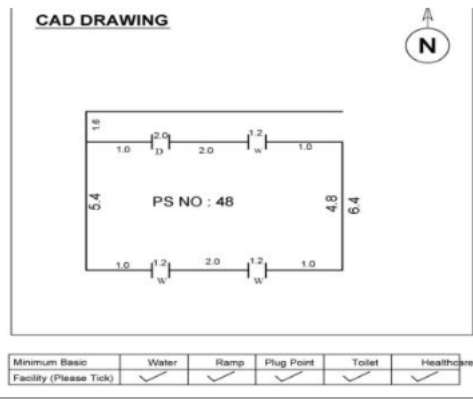 CAD DRAWING
N
1.6
1.0 2.0 2.0 1.2 1.0
D w
5.4 PS NO : 48 4.8 6.4
1.0 1.2 2.0 1.2 1.0
W w
Minimum Basic Water Ramp Plug Point Toilet Healthcare
Facility (Please Tick)